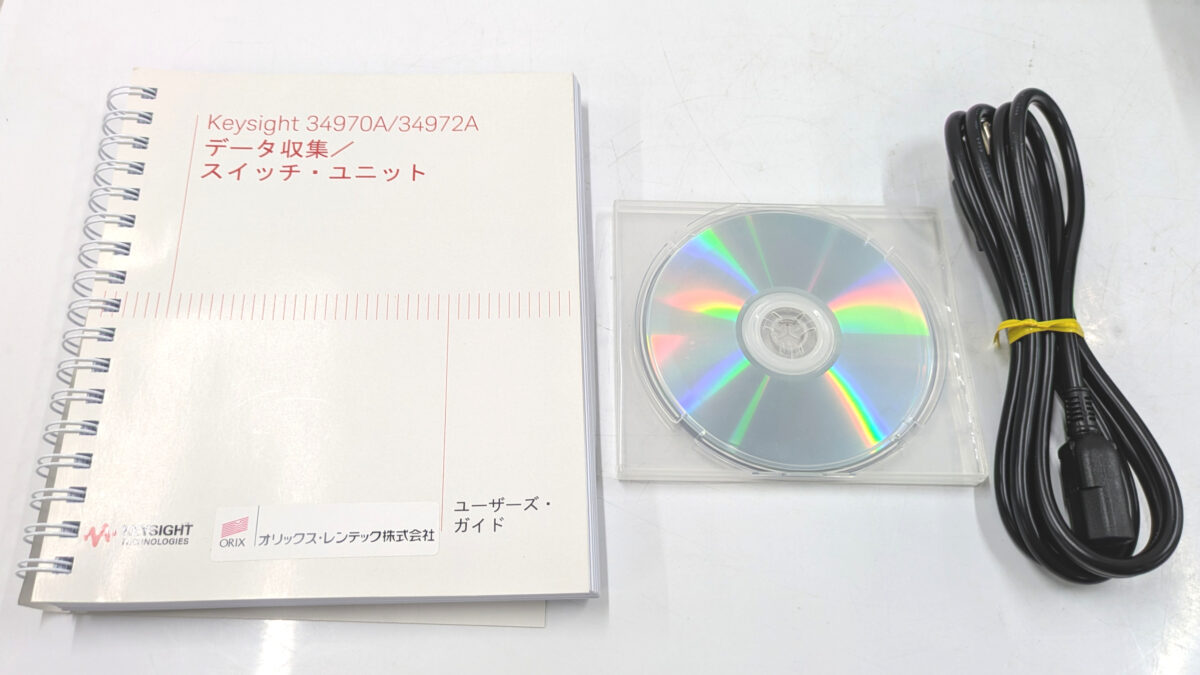 Keysight 34970A/34972A
データ収集／
スイッチ・ユニット
ユーザーズ・
ガイド
KEYSIGHT
TECHNOLOGIES
ORIX
オリックス・レンテック株式会社